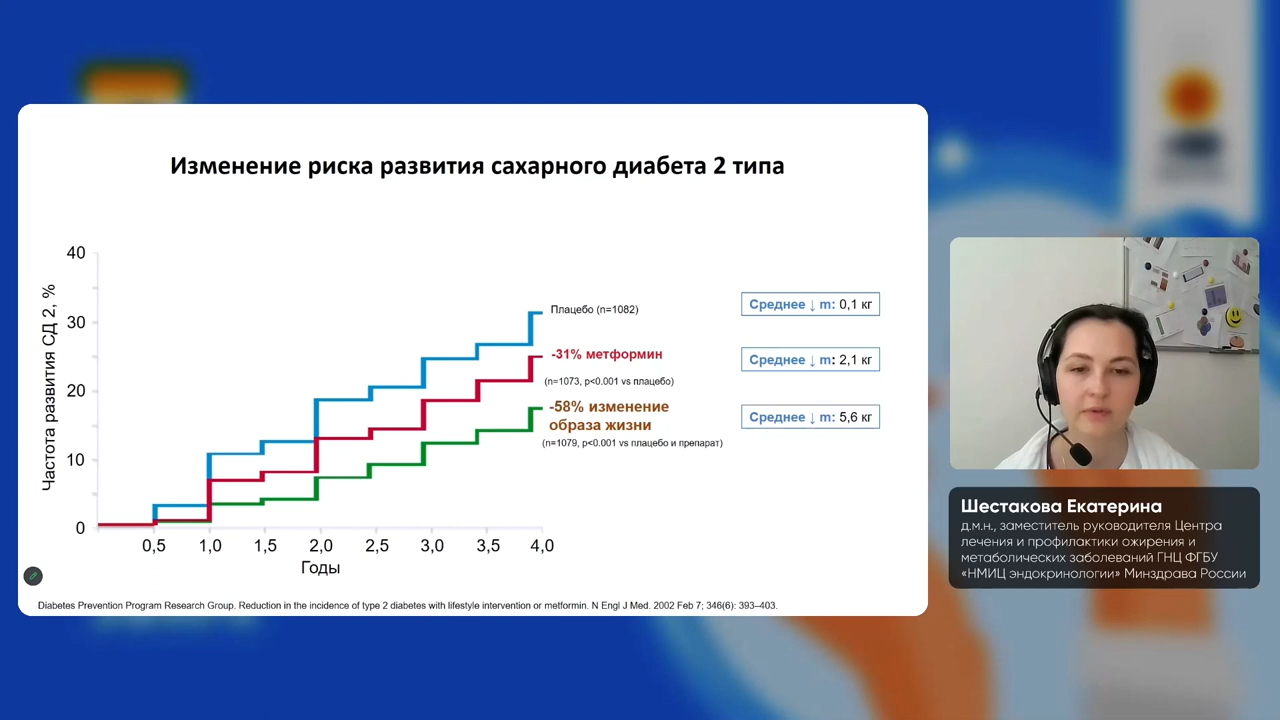 Изменение риска развития сахарного диабета 2 типа
Частота развития СД 2, %
40
30
20
10
0
0,5 1,0 1,5 2,0 2,5 3,0 3,5 4,0
Годы
Плацебо (n=1082)
-31% метформин
(n=1073, p<0.001 vs плацебо)
-58% изменение
образа жизни
(n=1079, p<0.001 vs плацебо и препарат)
Среднее ↓ m: 0,1 кг
Среднее ↓ m: 2,1 кг
Среднее ↓ m: 5,6 кг
Diabetes Prevention Program Research Group. Reduction in the incidence of type 2 diabetes with lifestyle intervention or metformin. N Engl J Med. 2002 Feb 7; 346(6): 393–403.
Шестакова Екатерина
д.м.н., заместитель руководителя Центра
лечения и профилактики ожирения и
метаболических заболеваний ГНЦ ФГБУ
«НМИЦ эндокринологии» Минздрава России